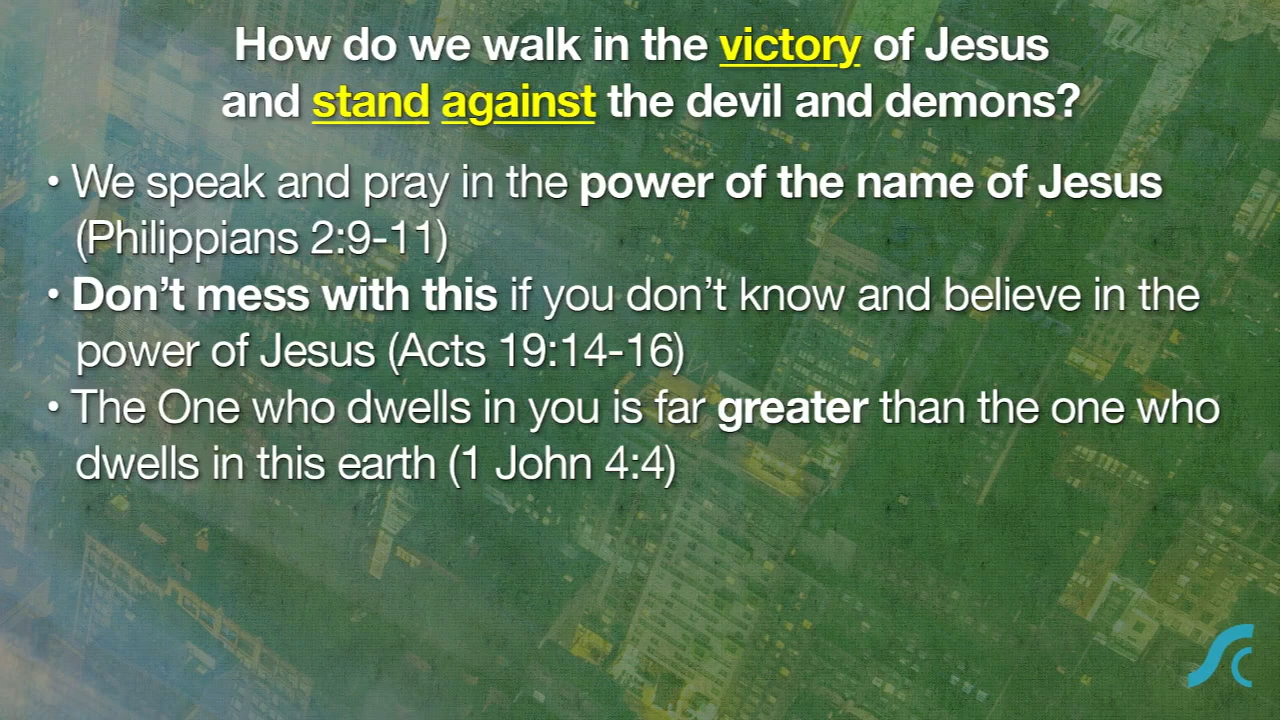 How do we walk in the victory of Jesus
and stand against the devil and demons?
• We speak and pray in the power of the name of Jesus
(Philippians 2:9-11)
• Don’t mess with this if you don’t know and believe in the
power of Jesus (Acts 19:14-16)
• The One who dwells in you is far greater than the one who
dwells in this earth (1 John 4:4)